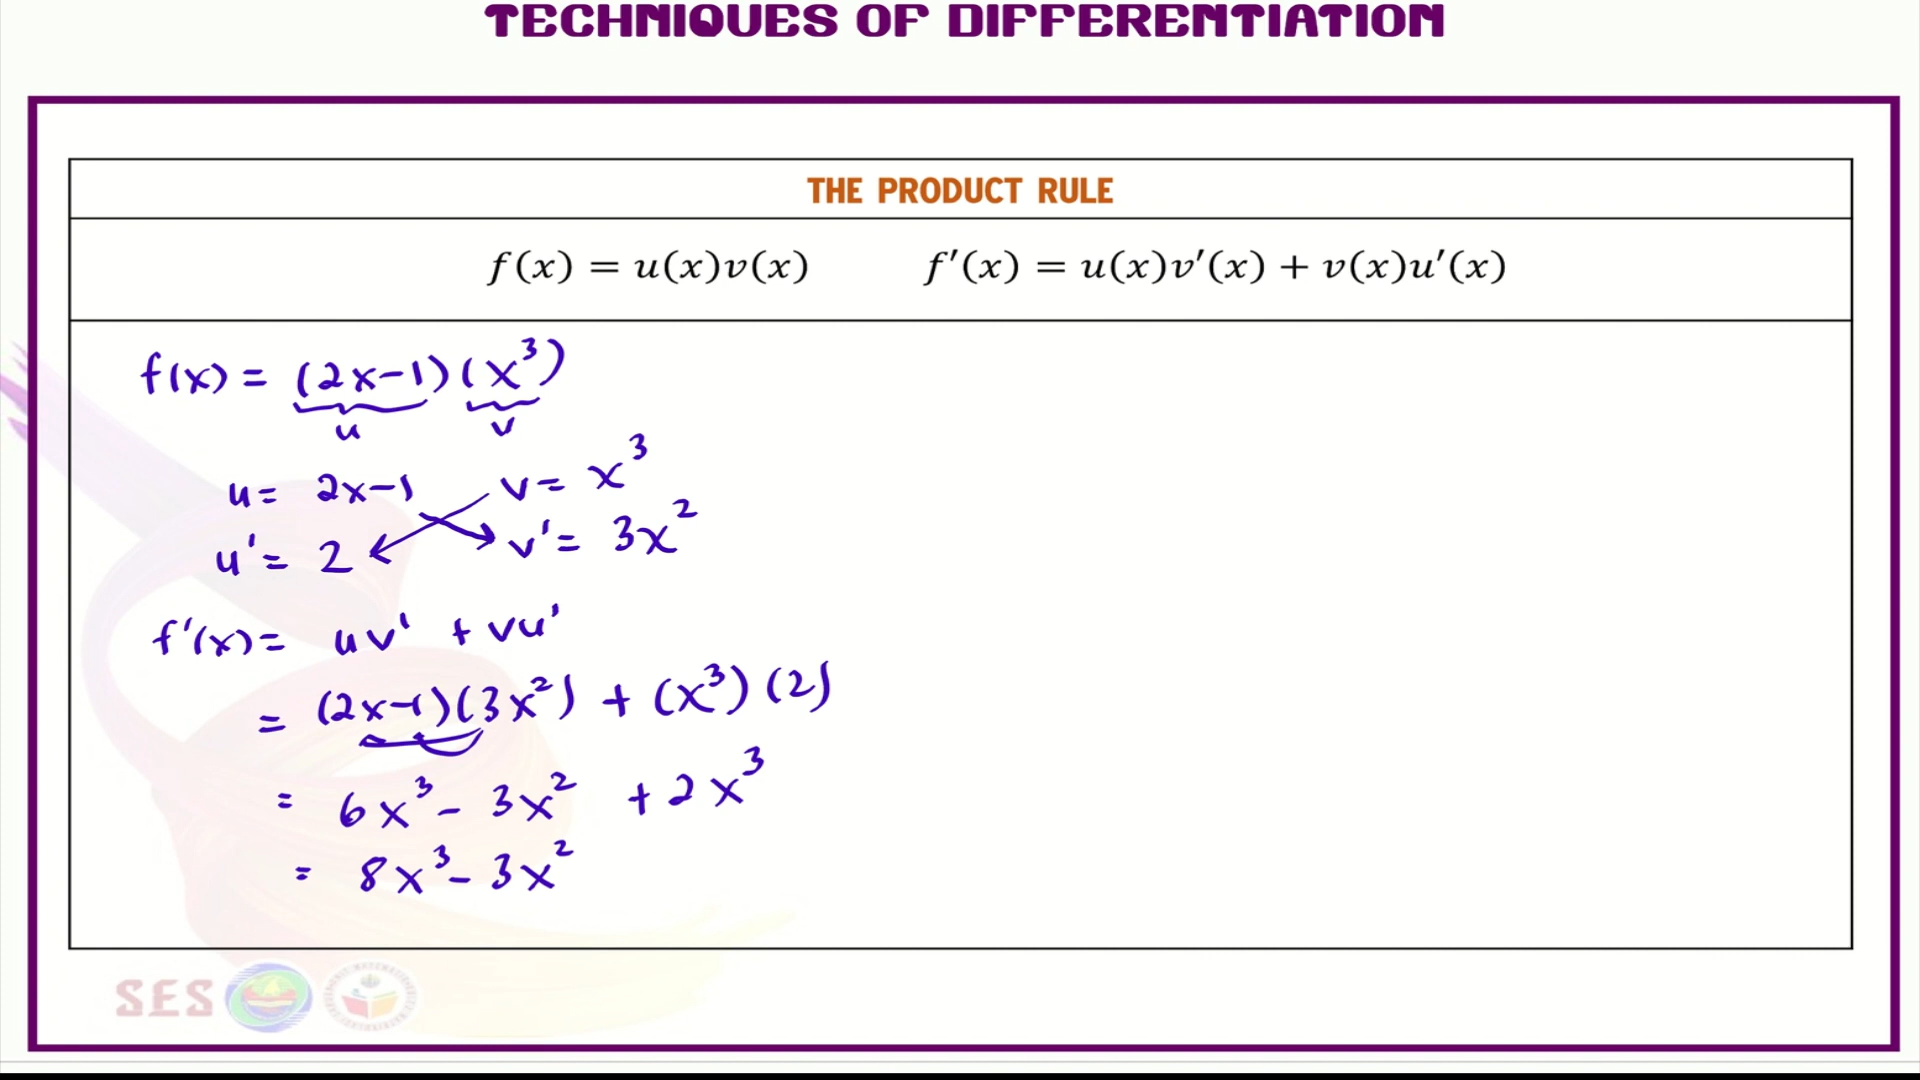 TECHNIQUES OF DIFFERENTIATION
THE PRODUCT RULE
f(x) = u(x)v(x) f′(x) = u(x)v′(x) + v(x)u′(x)
f(x) = (2x-1)(x³)
u v
u = 2x-1 v = x³
u' = 2 v' = 3x²
f'(x) = uv' + vu'
= (2x-1)(3x²) + (x³)(2)
= 6x³ - 3x² + 2x³
= 8x³ - 3x²
SES